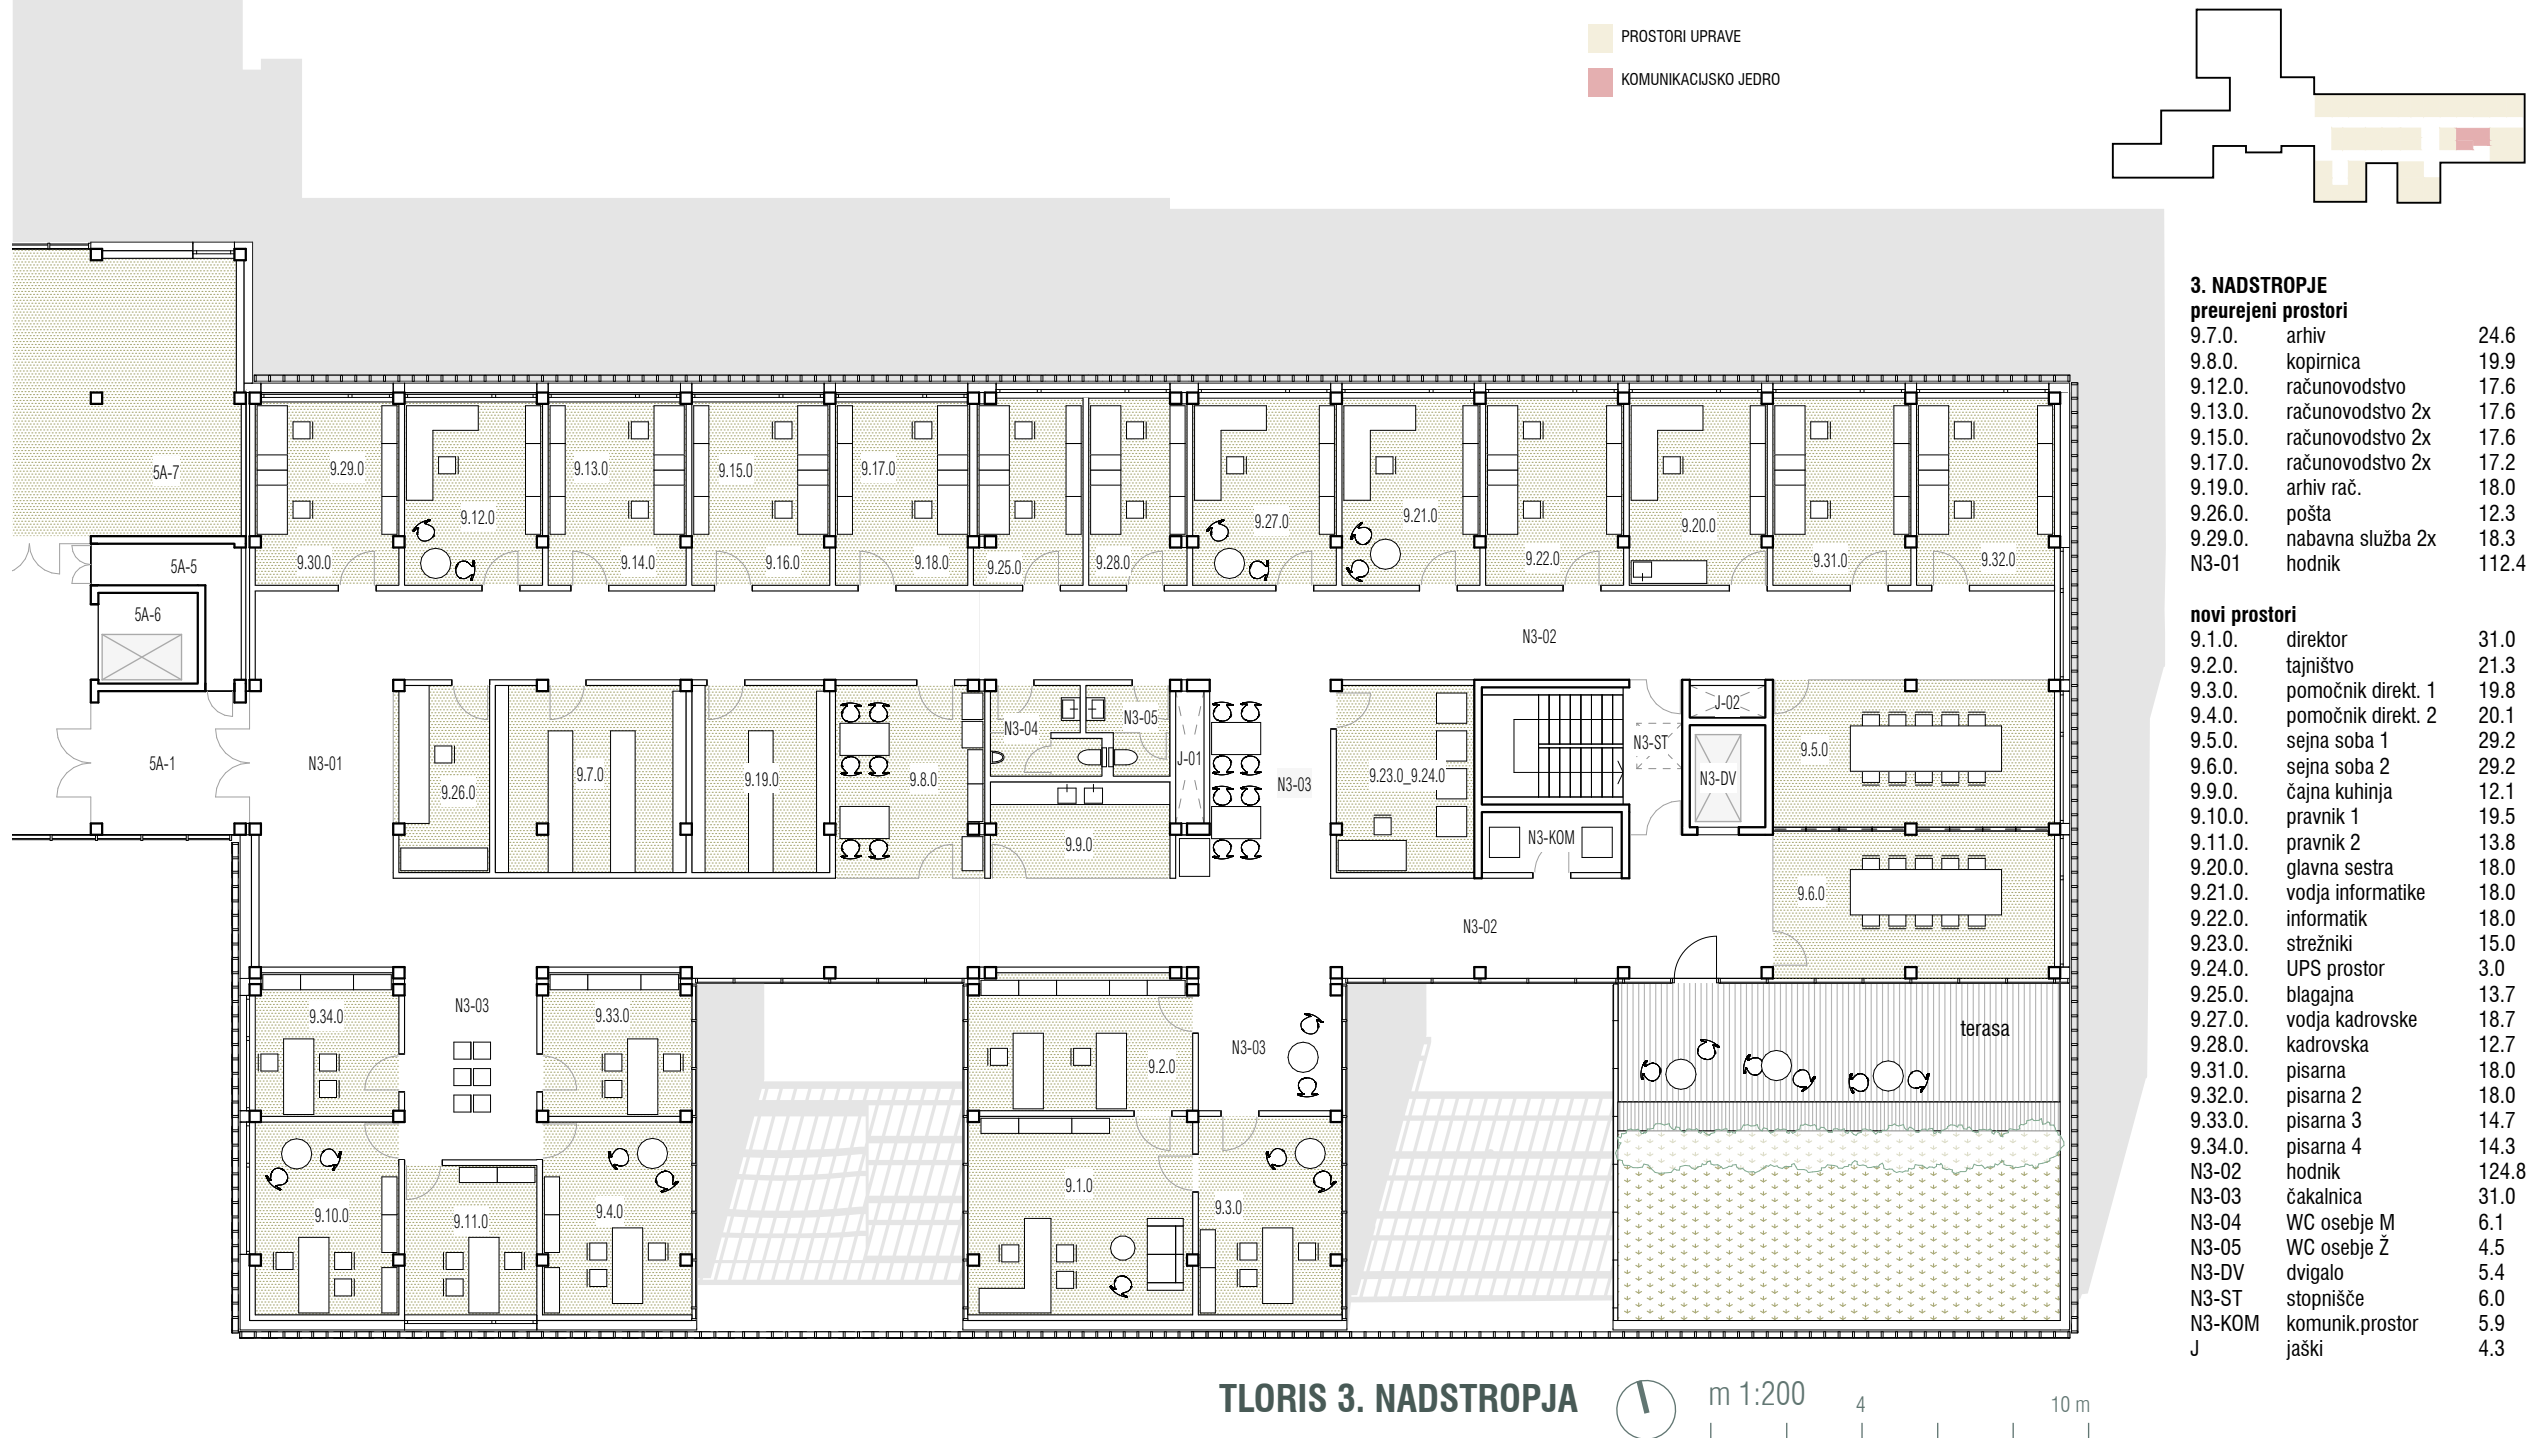 PROSTORI UPRAVE
KOMUNIKACIJSKO JEDRO
3. NADSTROPJE
preurejeni prostori
9.7.0. arhiv 24.6
9.8.0. kopirnica 19.9
9.12.0. računovodstvo 17.6
9.13.0. računovodstvo 2x 17.6
9.15.0. računovodstvo 2x 17.6
9.17.0. računovodstvo 2x 17.2
9.19.0. arhiv rač. 18.0
9.26.0. pošta 12.3
9.29.0. nabavna služba 2x 18.3
N3-01 hodnik 112.4
novi prostori
9.1.0. direktor 31.0
9.2.0. tajništvo 21.3
9.3.0. pomočnik direkt. 1 19.8
9.4.0. pomočnik direkt. 2 20.1
9.5.0. sejna soba 1 29.2
9.6.0. sejna soba 2 29.2
9.9.0. čajna kuhinja 12.1
9.10.0. pravnik 1 19.5
9.11.0. pravnik 2 13.8
9.20.0. glavna sestra 18.0
9.21.0. vodja informatike 18.0
9.22.0. informatik 18.0
9.23.0. strežniki 15.0
9.24.0. UPS prostor 3.0
9.25.0. blagajna 13.7
9.27.0. vodja kadrovske 18.7
9.28.0. kadrovska 12.7
9.31.0. pisarna 18.0
9.32.0. pisarna 2 18.0
9.33.0. pisarna 3 14.7
9.34.0. pisarna 4 14.3
N3-02 hodnik 124.8
N3-03 čakalnica 31.0
N3-04 WC osebje M 6.1
N3-05 WC osebje Ž 4.5
N3-DV dvigalo 5.4
N3-ST stopnišče 6.0
N3-KOM komunik.prostor 5.9
J jaški 4.3
5A-7
9.29.0
9.13.0
9.15.0
9.17.0
9.12.0
9.27.0
9.21.0
9.20.0
5A-5
9.30.0
9.14.0
9.16.0
9.18.0
9.25.0
9.28.0
9.22.0
9.31.0
9.32.0
5A-6
N3-02
5A-1
N3-01
9.26.0
9.7.0
9.19.0
9.8.0
N3-04
N3-05
J-01
9.9.0
N3-03
9.23.0_9.24.0
N3-ST
J-02
N3-DV
N3-KOM
9.5.0
9.6.0
N3-02
9.34.0
N3-03
9.33.0
9.2.0
N3-03
terasa
9.10.0
9.11.0
9.4.0
9.1.0
9.3.0
TLORIS 3. NADSTROPJA
m 1:200
4
10 m